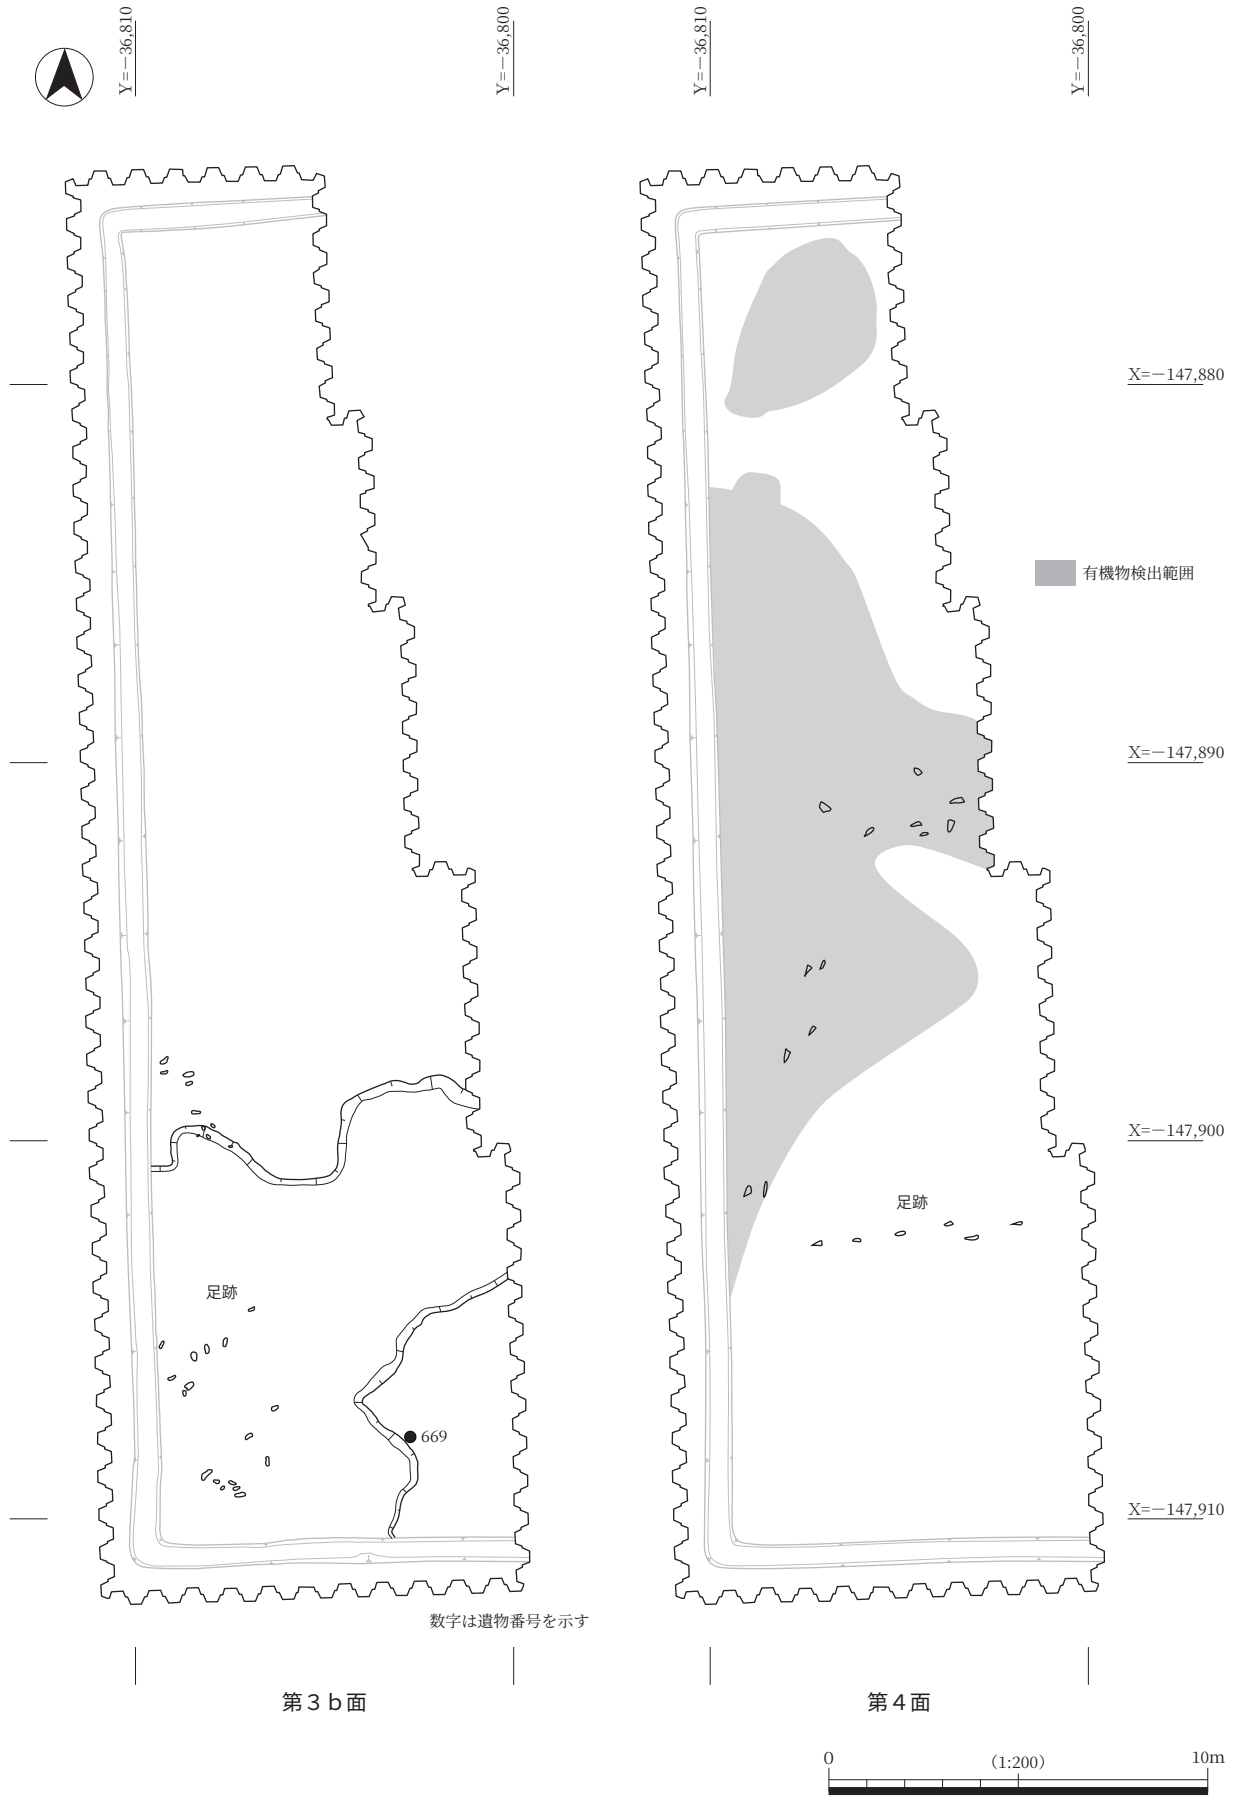 Y=－36,810
Y=－36,800
Y=－36,810
Y=－36,800
X=－147,880
有機物検出範囲
X=－147,890
X=－147,900
足跡
足跡
669
X=－147,910
数字は遺物番号を示す
第３ｂ面
第４面
0
(1:200)
10m